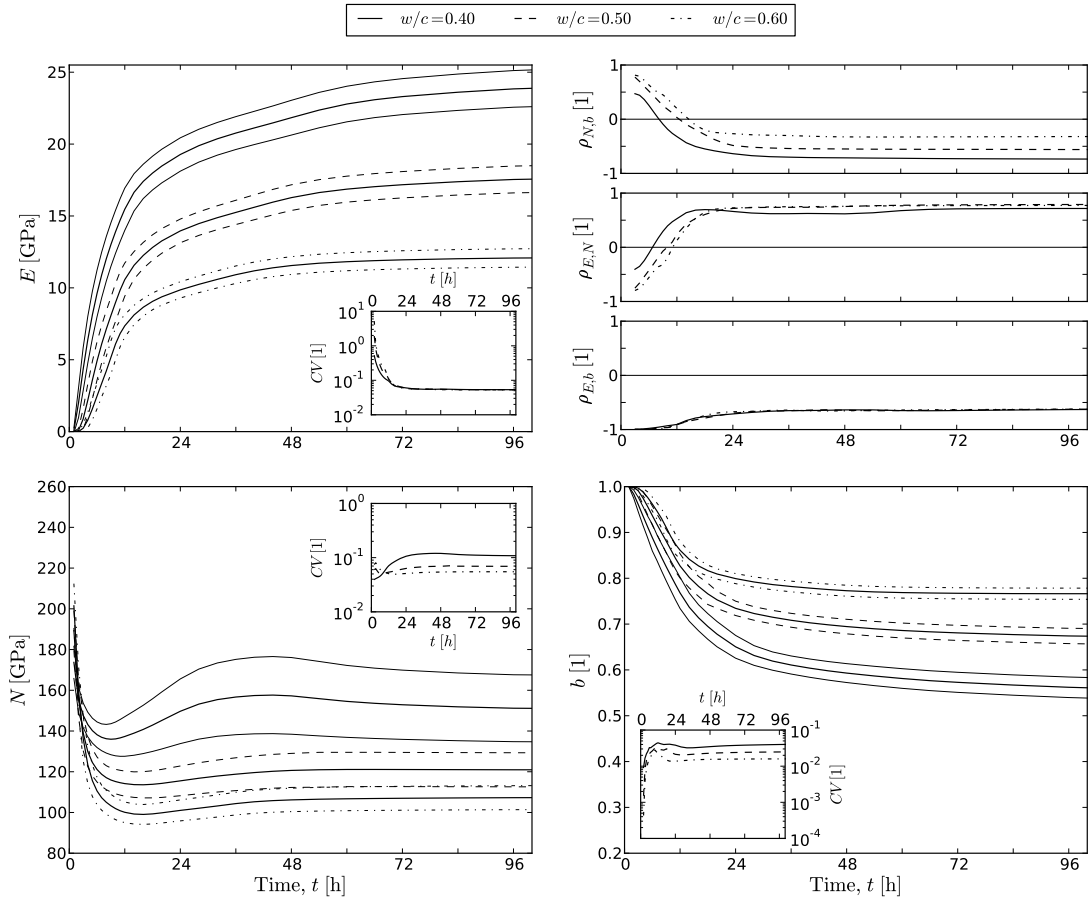 w/c=0.40 w/c=0.50 w/c=0.60
25
20
15
10
5
0
E [GPa]
0 24 48 72 96
t [h]
0 24 48 72 96
10^1
10^0
10^-1
10^-2
CV [1]
1
0
-1
ρN,b [1]
1
0
-1
ρE,N [1]
1
0
-1
ρE,b [1]
0 24 48 72 96
260
240
220
200
180
160
140
120
100
80
N [GPa]
0 24 48 72 96
Time, t [h]
10^0
10^-1
10^-2
CV [1]
0 24 48 72 96
t [h]
1.0
0.9
0.8
0.7
0.6
0.5
0.4
0.3
0.2
b [1]
0 24 48 72 96
Time, t [h]
t [h]
0 24 48 72 96
10^-1
10^-2
10^-3
10^-4
CV [1]